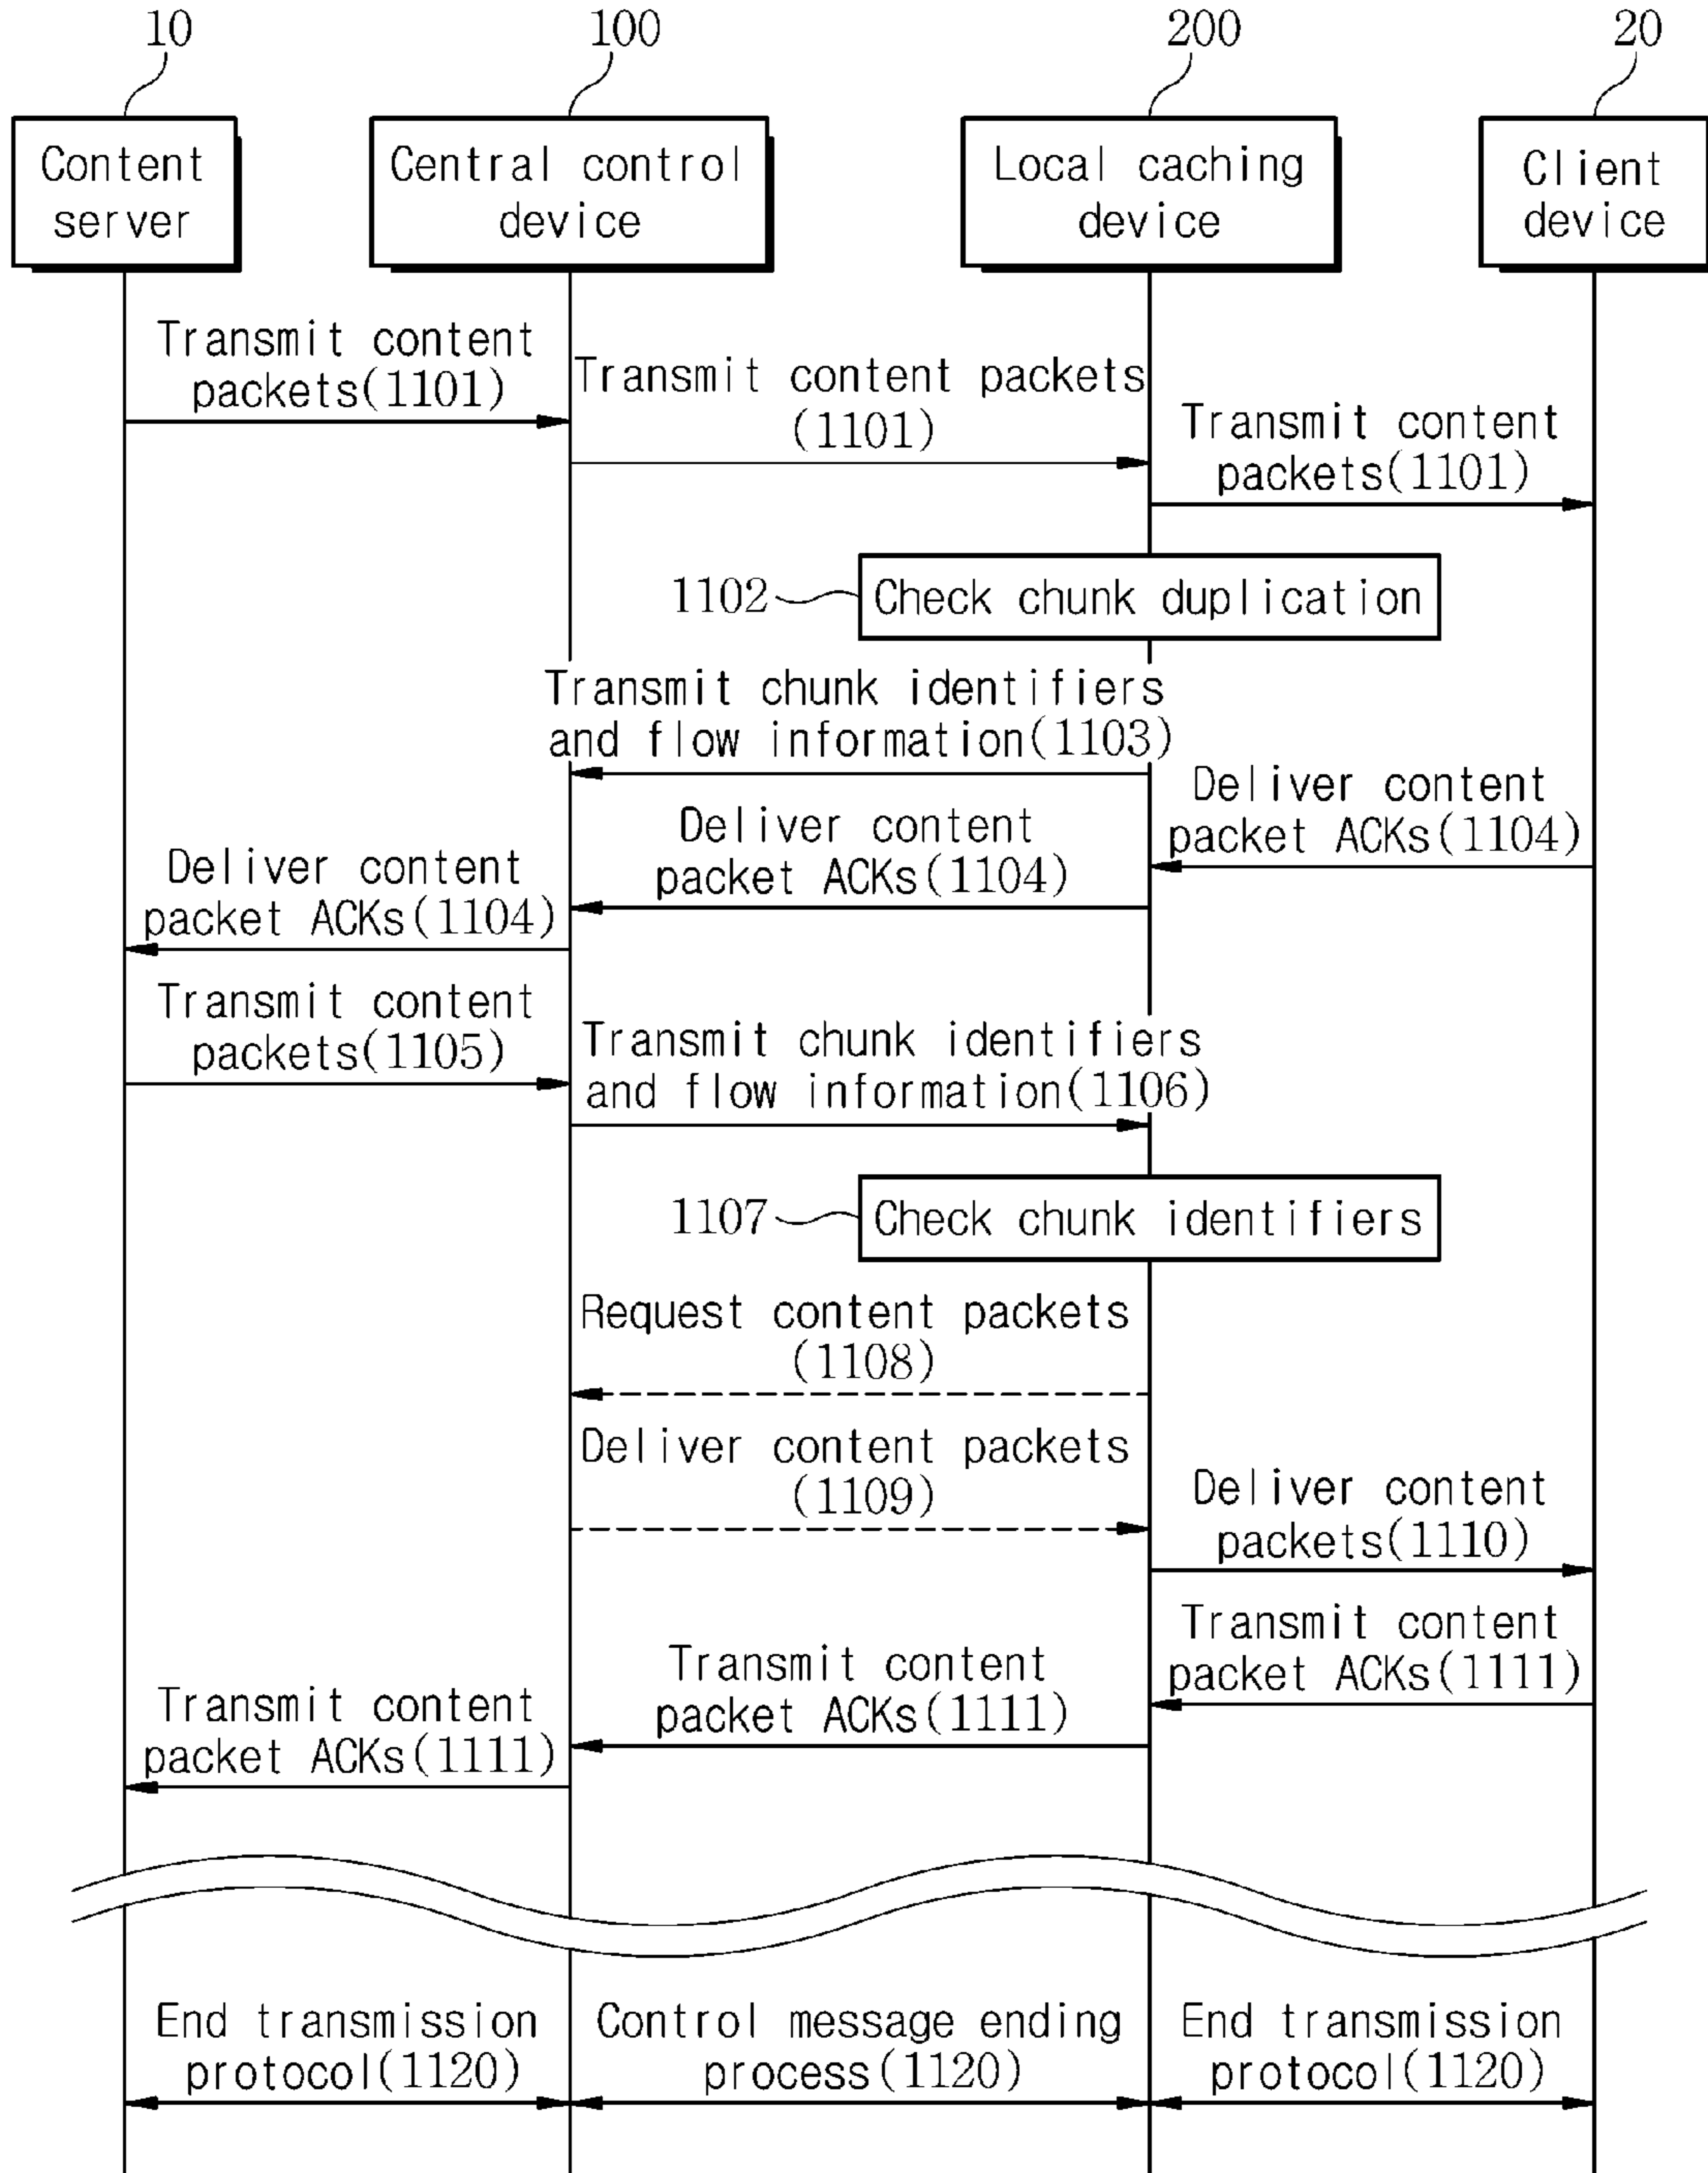 10
100
200
20
Content
server
Central control
device
Local caching
device
Client
device
Transmit content
packets(1101)
Transmit content packets
(1101)
Transmit content
packets(1101)
1102
Check chunk duplication
Transmit chunk identifiers
and flow information(1103)
Deliver content
packet ACKs(1104)
Deliver content
packet ACKs(1104)
Deliver content
packet ACKs(1104)
Transmit content
packets(1105)
Transmit chunk identifiers
and flow information(1106)
1107
Check chunk identifiers
Request content packets
(1108)
Deliver content packets
(1109)
Deliver content
packets(1110)
Transmit content
packet ACKs(1111)
Transmit content
packet ACKs(1111)
Transmit content
packet ACKs(1111)
End transmission
protocol(1120)
Control message ending
process(1120)
End transmission
protocol(1120)